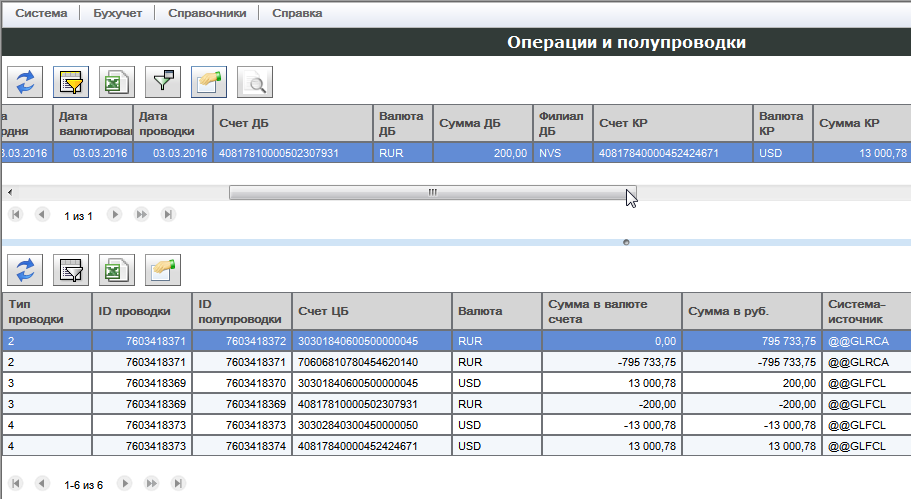 Система Бухучет Справочники Справка
Операции и полупроводки
а Дата Дата Счет ДБ Валюта Сумма ДБ Филиал Счет КР Валюта Сумма КР
рдня валютирован проводки ДБ ДБ КР
3.03.2016 03.03.2016 03.03.2016 40817810000502307931 RUR 200,00 NVS 40817840000452424671 USD 13 000,78
1 из 1
Тип ID проводки ID Счет ЦБ Валюта Сумма в валюте Сумма в руб. Система-
проводки полупроводки счета источник
2 7603418371 7603418372 30301840600500000045 RUR 0,00 795 733,75 @@GLRCA
2 7603418371 7603418371 70606810780454620140 RUR -795 733,75 -795 733,75 @@GLRCA
3 7603418369 7603418370 30301840600500000045 USD 13 000,78 200,00 @@GLFCL
3 7603418369 7603418369 40817810000502307931 RUR -200,00 -200,00 @@GLFCL
4 7603418373 7603418373 30302840300450000050 USD -13 000,78 -13 000,78 @@GLFCL
4 7603418373 7603418374 40817840000452424671 USD 13 000,78 13 000,78 @@GLFCL
1-6 из 6